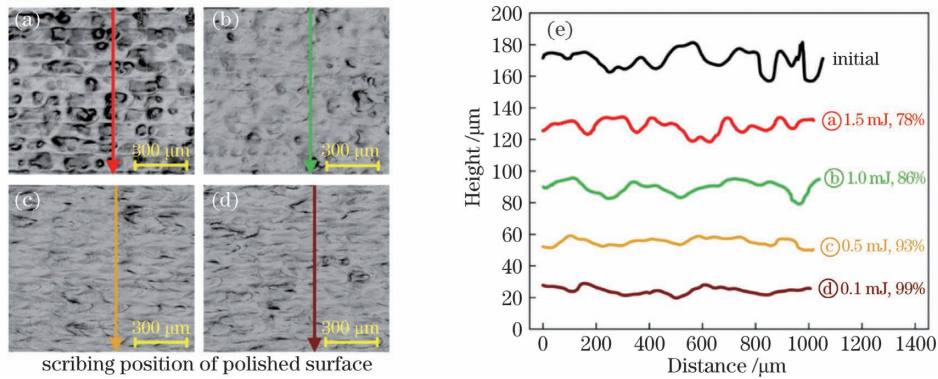 (a)
(b)
300 μm
300 μm
(c)
(d)
300 μm
300 μm
scribing position of polished surface
(e)
Height /μm
200
180
160
140
120
100
80
60
40
20
0
initial
ⓐ 1.5 mJ, 78%
ⓑ 1.0 mJ, 86%
ⓒ 0.5 mJ, 93%
ⓓ 0.1 mJ, 99%
0 200 400 600 800 1000 1200 1400
Distance /μm